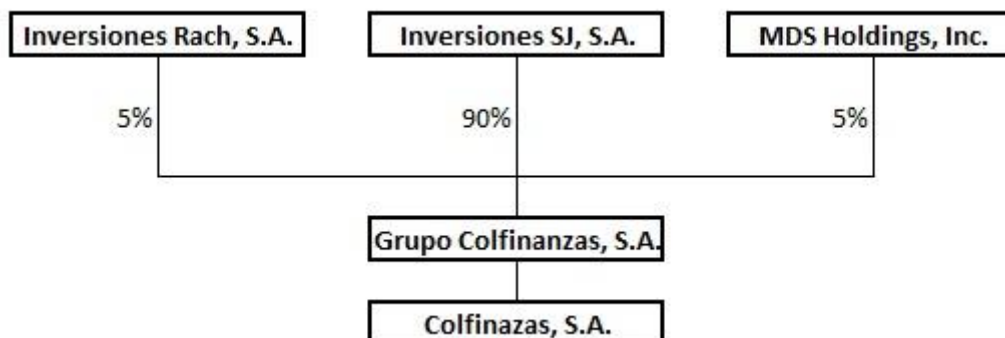 Inversiones Rach, S.A.
Inversiones SJ, S.A.
MDS Holdings, Inc.
5%
90%
5%
Grupo Colfinanzas, S.A.
Colfinazas, S.A.